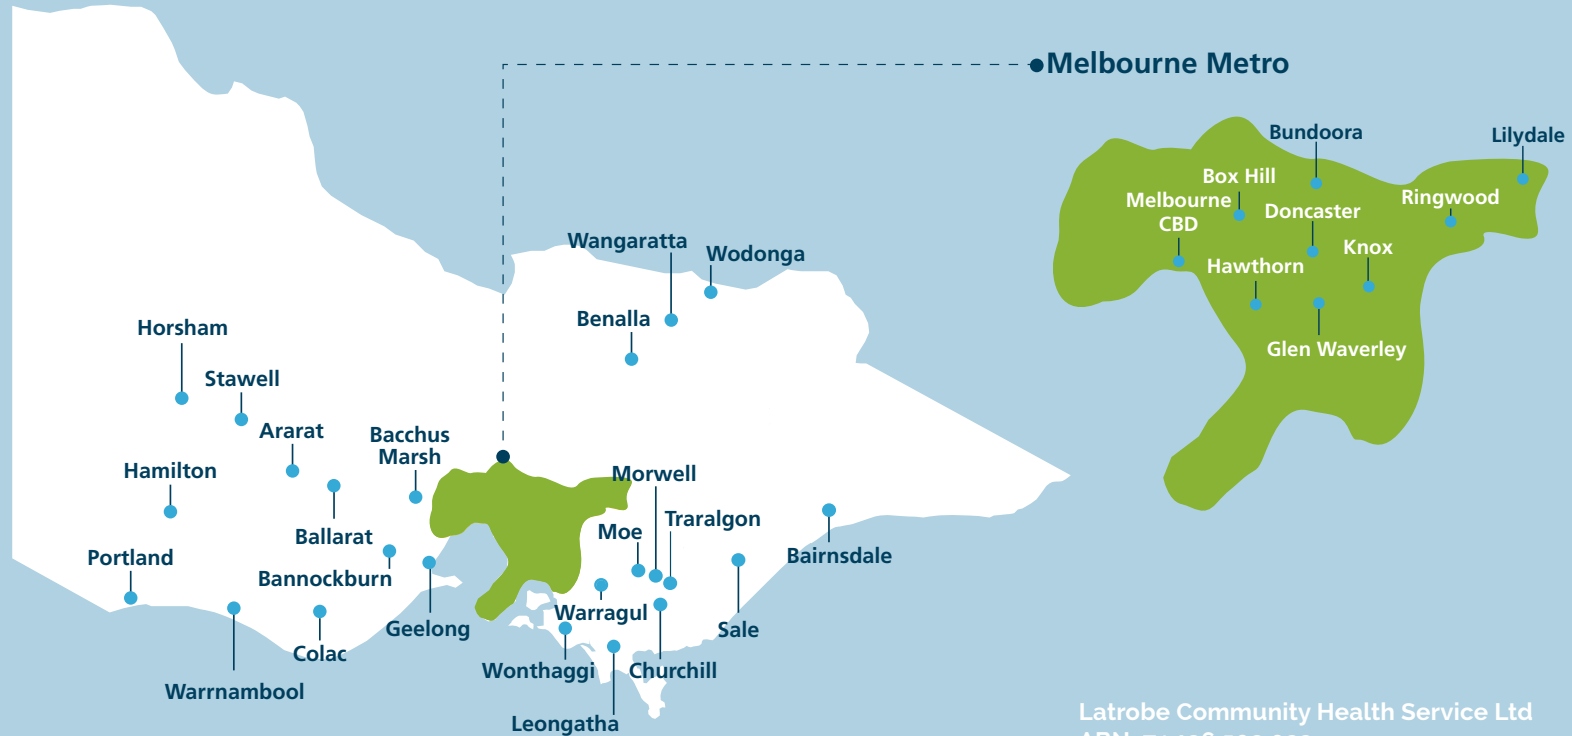 Melbourne Metro
Bundoora
Lilydale
Box Hill
Ringwood
Melbourne
CBD
Doncaster
Knox
Hawthorn
Glen Waverley
Wangaratta
Wodonga
Benalla
Horsham
Stawell
Ararat
Bacchus
Marsh
Hamilton
Morwell
Traralgon
Moe
Ballarat
Bairnsdale
Portland
Bannockburn
Warragul
Geelong
Sale
Colac
Wonthaggi
Churchill
Warrnambool
Leongatha
Latrobe Community Health Service Ltd